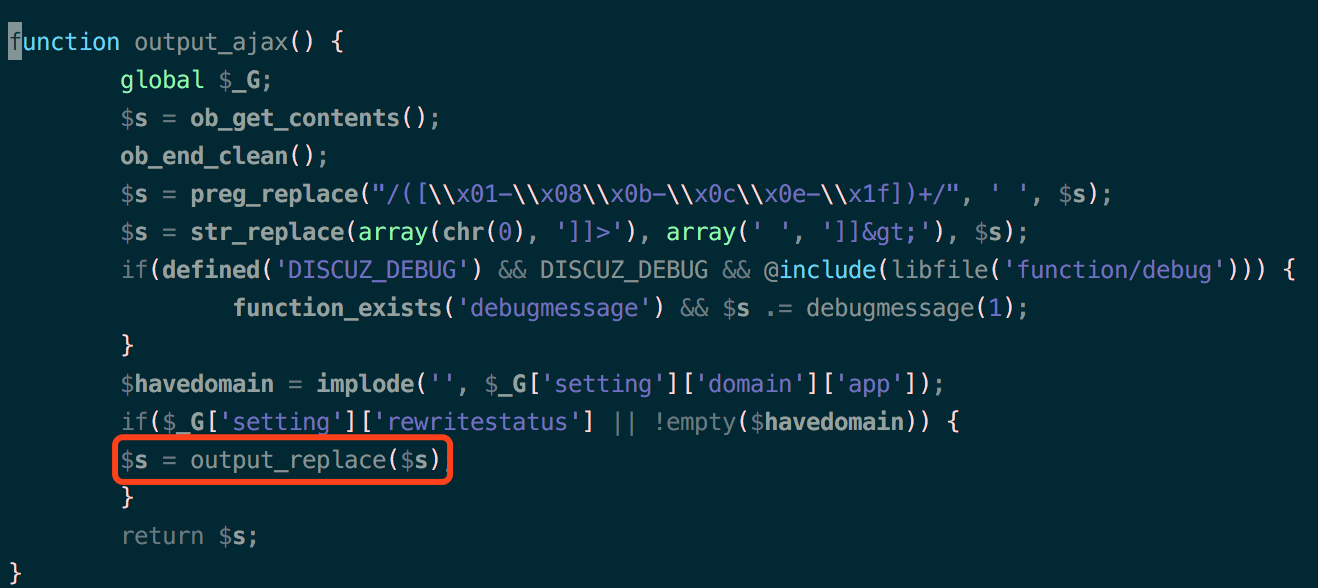 function output_ajax() {
        global $_G;
        $s = ob_get_contents();
        ob_end_clean();
        $s = preg_replace("/([\\x01-\\x08\\x0b-\\x0c\\x0e-\\x1f])+/", ' ', $s);
        $s = str_replace(array(chr(0), ']]>'), array(' ', ']]&gt;'), $s);
        if(defined('DISCUZ_DEBUG') && DISCUZ_DEBUG && @include(libfile('function/debug'))) {
                function_exists('debugmessage') && $s .= debugmessage(1);
        }
        $havedomain = implode('', $_G['setting']['domain']['app']);
        if($_G['setting']['rewritestatus'] || !empty($havedomain)) {
        $s = output_replace($s)
        }
        return $s;
}